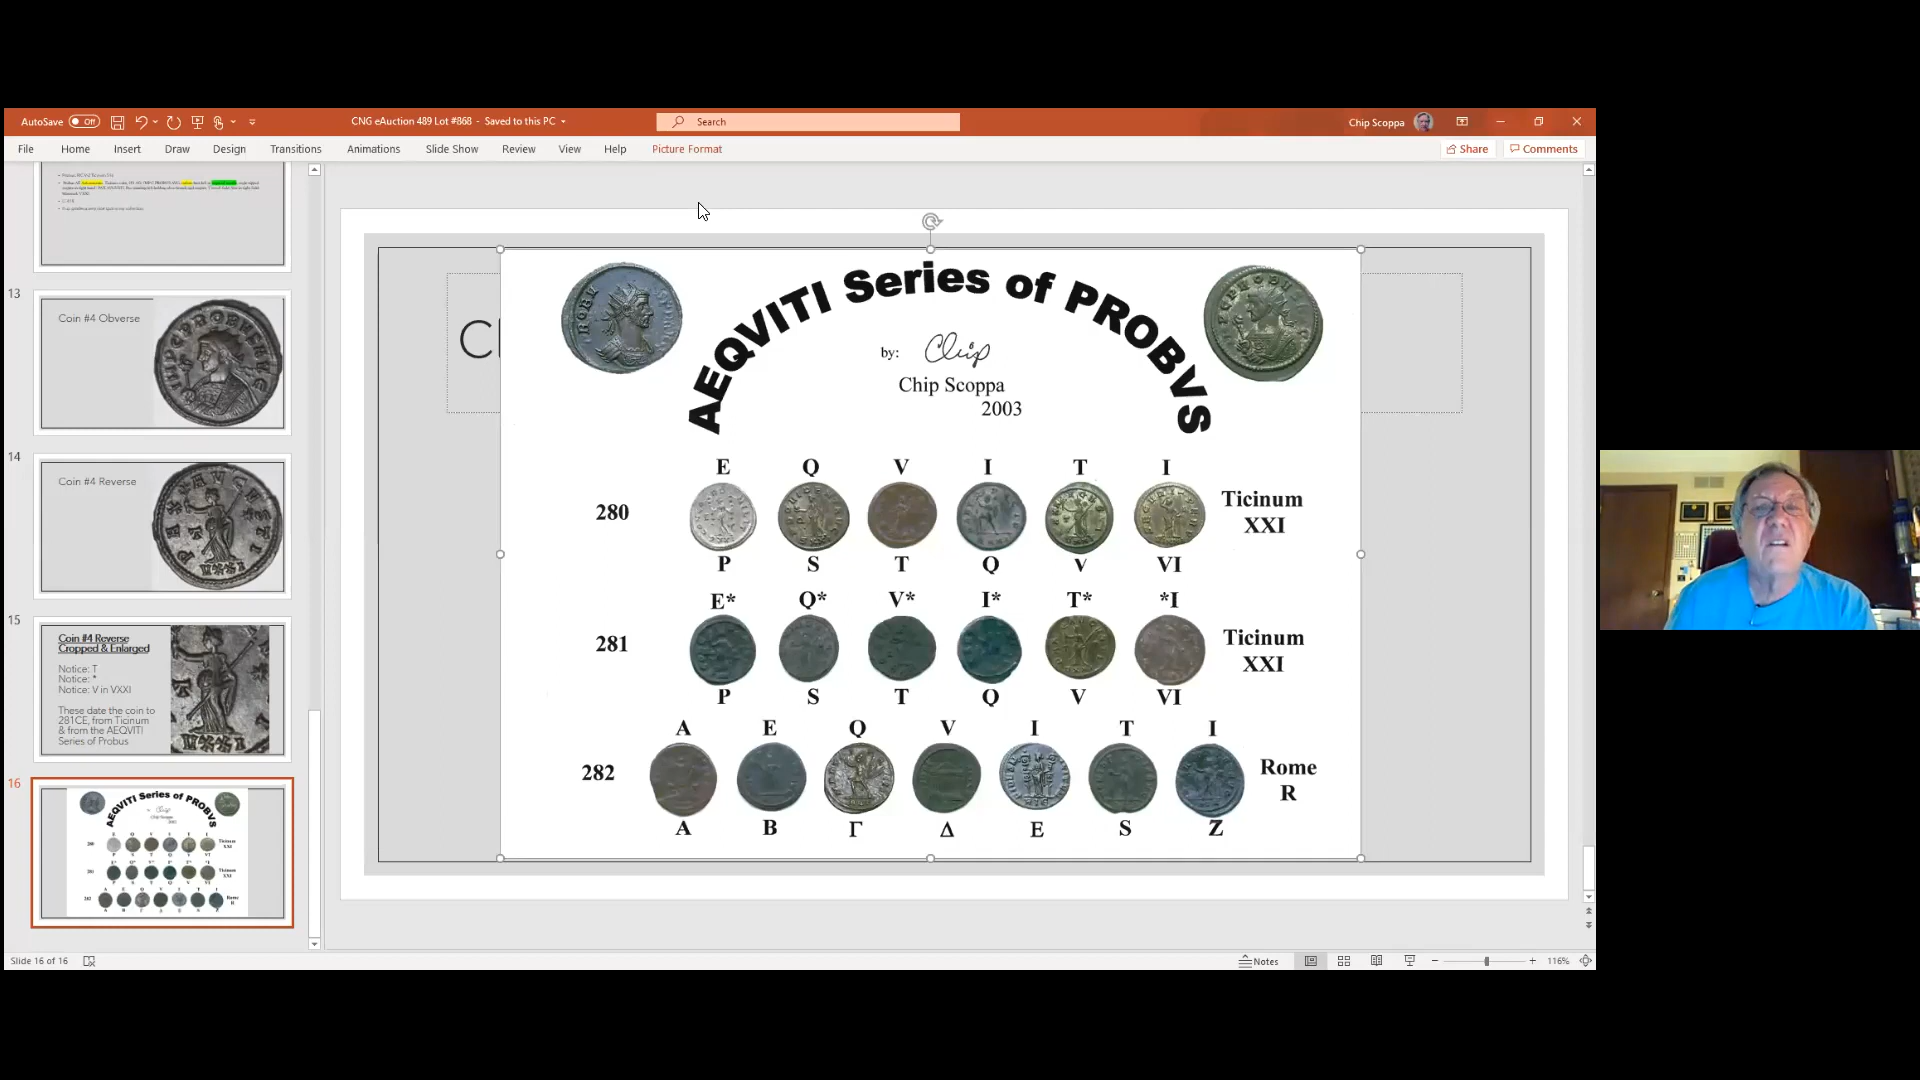 AutoSave Off
CNG eAuction 489 Lot #868 - Saved to this PC
Search
Chip Scoppa
File Home Insert Draw Design Transitions Animations Slide Show Review View Help Picture Format
Share Comments
13
Coin #4 Obverse
14
Coin #4 Reverse
15
Coin #4 Reverse
Cropped & Enlarged
Notice: T
Notice: *
Notice: V in VXXI
These date the coin to
281CE, from Ticinum
& from the AEQVITI
Series of Probus
16
AEQVITI Series of PROBVS
by: Chip
Chip Scoppa
2003
E Q V I T I
280
Ticinum
XXI
P S T Q V VI
E* Q* V* I* T* *I
281
Ticinum
XXI
P S T Q V VI
A E Q V I T I
282
Rome
R
A B Γ Δ E S Z
Slide 16 of 16
Notes
116%